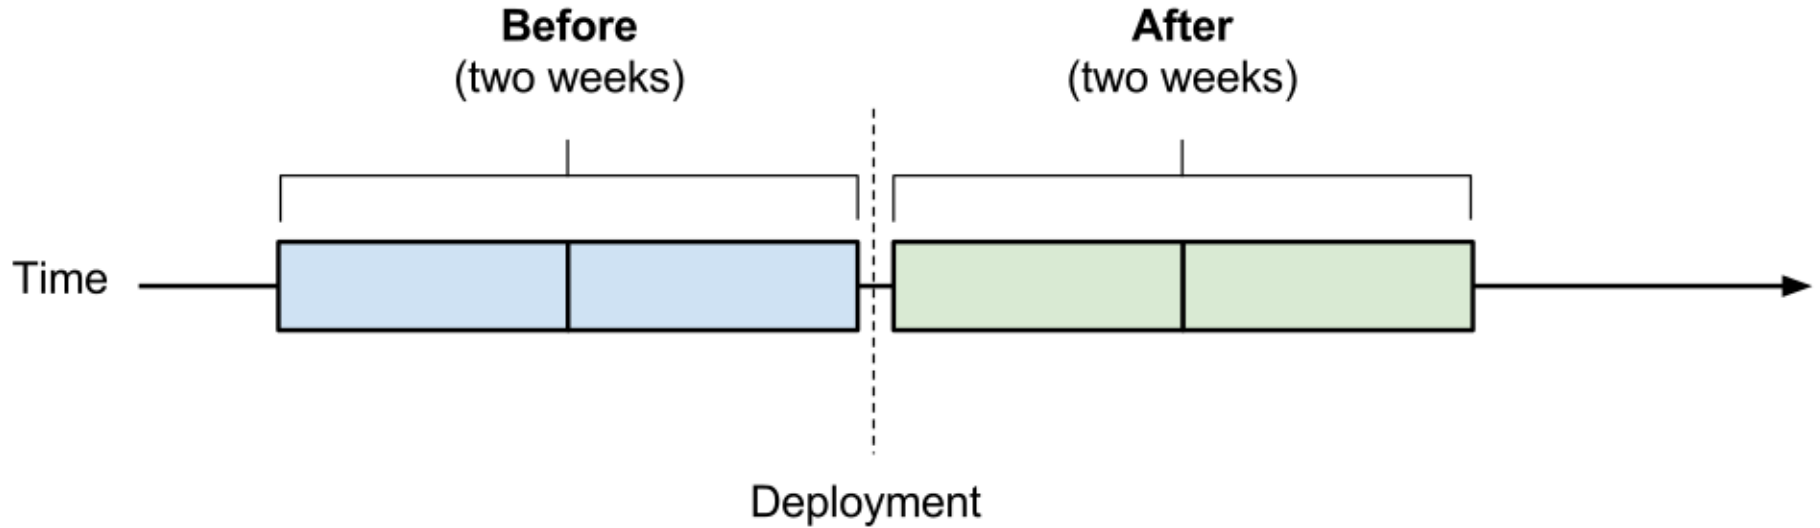 Before
(two weeks)
After
(two weeks)
Time
Deployment